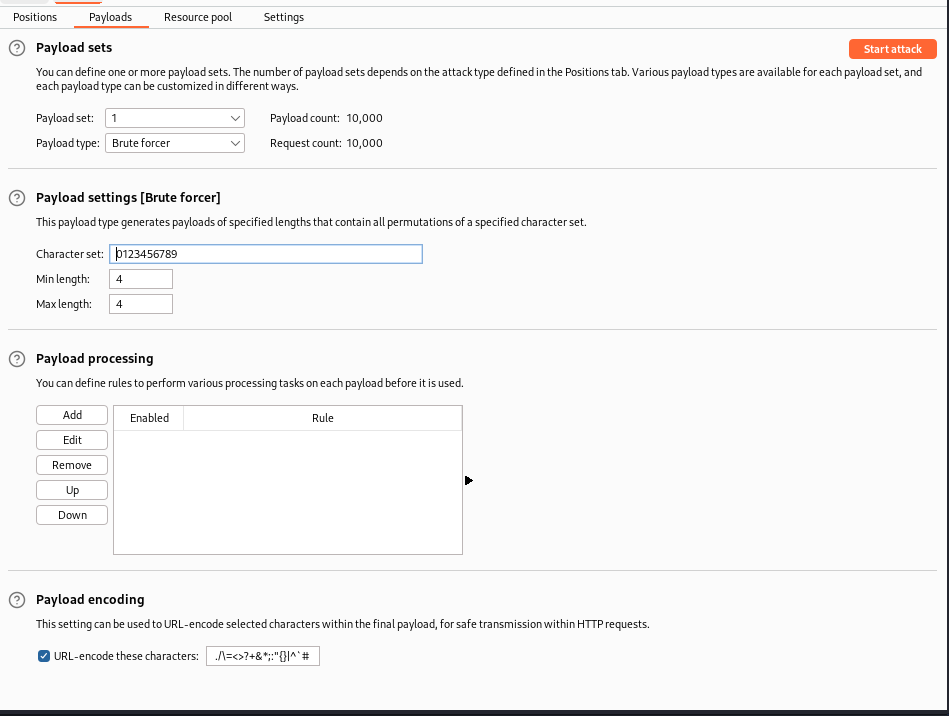 Positions Payloads Resource pool Settings
? Payload sets Start attack
You can define one or more payload sets. The number of payload sets depends on the attack type defined in the Positions tab. Various payload types are available for each payload set, and
each payload type can be customized in different ways.
Payload set: 1 Payload count: 10,000
Payload type: Brute forcer Request count: 10,000
? Payload settings [Brute forcer]
This payload type generates payloads of specified lengths that contain all permutations of a specified character set.
Character set: 0123456789
Min length: 4
Max length: 4
? Payload processing
You can define rules to perform various processing tasks on each payload before it is used.
Add Enabled Rule
Edit
Remove
Up
Down
? Payload encoding
This setting can be used to URL-encode selected characters within the final payload, for safe transmission within HTTP requests.
URL-encode these characters: ./\=<>?+&*;:"{}|^`#